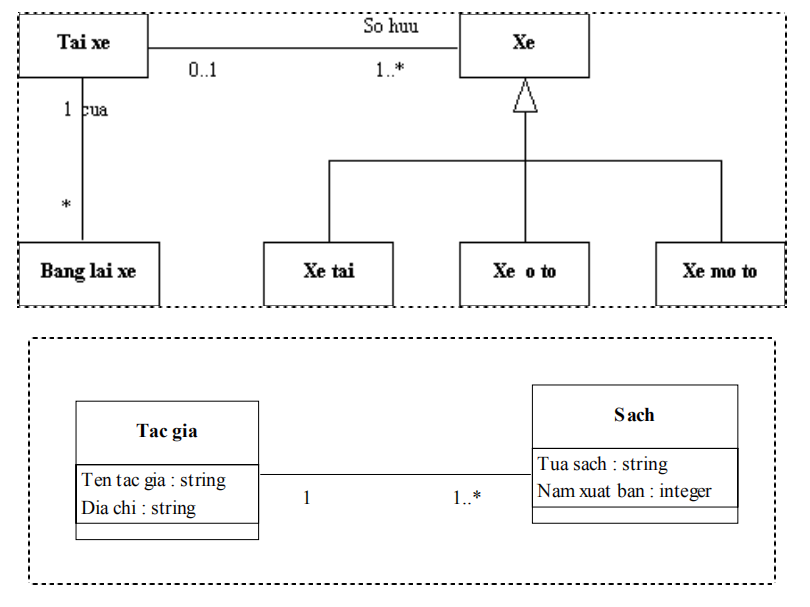 So huu
Tai xe
Xe
0..1
1..*
1
cua
*
Bang lai xe
Xe tai
Xe o to
Xe mo to
Tac gia
Ten tac gia : string
Dia chi : string
1
1..*
Sach
Tua sach : string
Nam xuat ban : integer